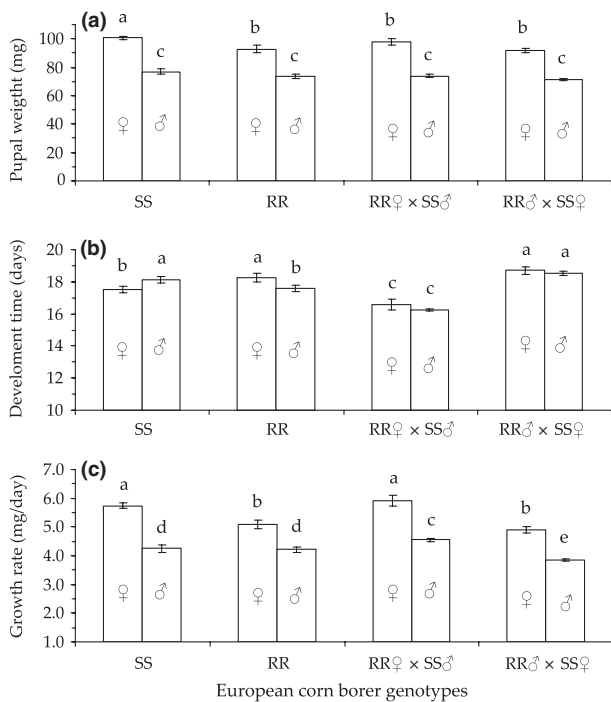 (a)
a
b
b
b
c
c
c
c
Pupal weigtht (mg)
100
80
60
40
20
0
♀ ♂ ♀ ♂ ♀ ♂ ♀ ♂
SS RR RR♀ × SS♂ RR♂ × SS♀
(b)
b a a b c c a a
Develoment time (days)
20
18
16
14
12
10
♀ ♂ ♀ ♂ ♀ ♂ ♀ ♂
SS RR RR♀ × SS♂ RR♂ × SS♀
(c)
a d b d a c b e
Growth rate (mg/day)
7.0
6.0
5.0
4.0
3.0
2.0
1.0
♀ ♂ ♀ ♂ ♀ ♂ ♀ ♂
SS RR RR♀ × SS♂ RR♂ × SS♀
European corn borer genotypes